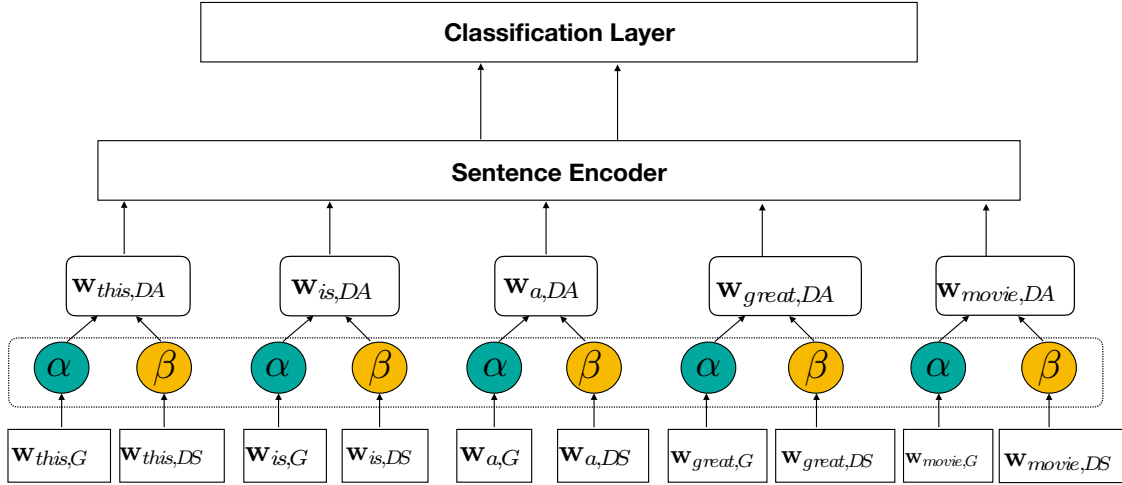 Classification Layer
Sentence Encoder
w_{this,DA} w_{is,DA} w_{a,DA} w_{great,DA} w_{movie,DA}
α β α β α β α β α β
w_{this,G} w_{this,DS} w_{is,G} w_{is,DS} w_{a,G} w_{a,DS} w_{great,G} w_{great,DS} w_{movie,G} w_{movie,DS}